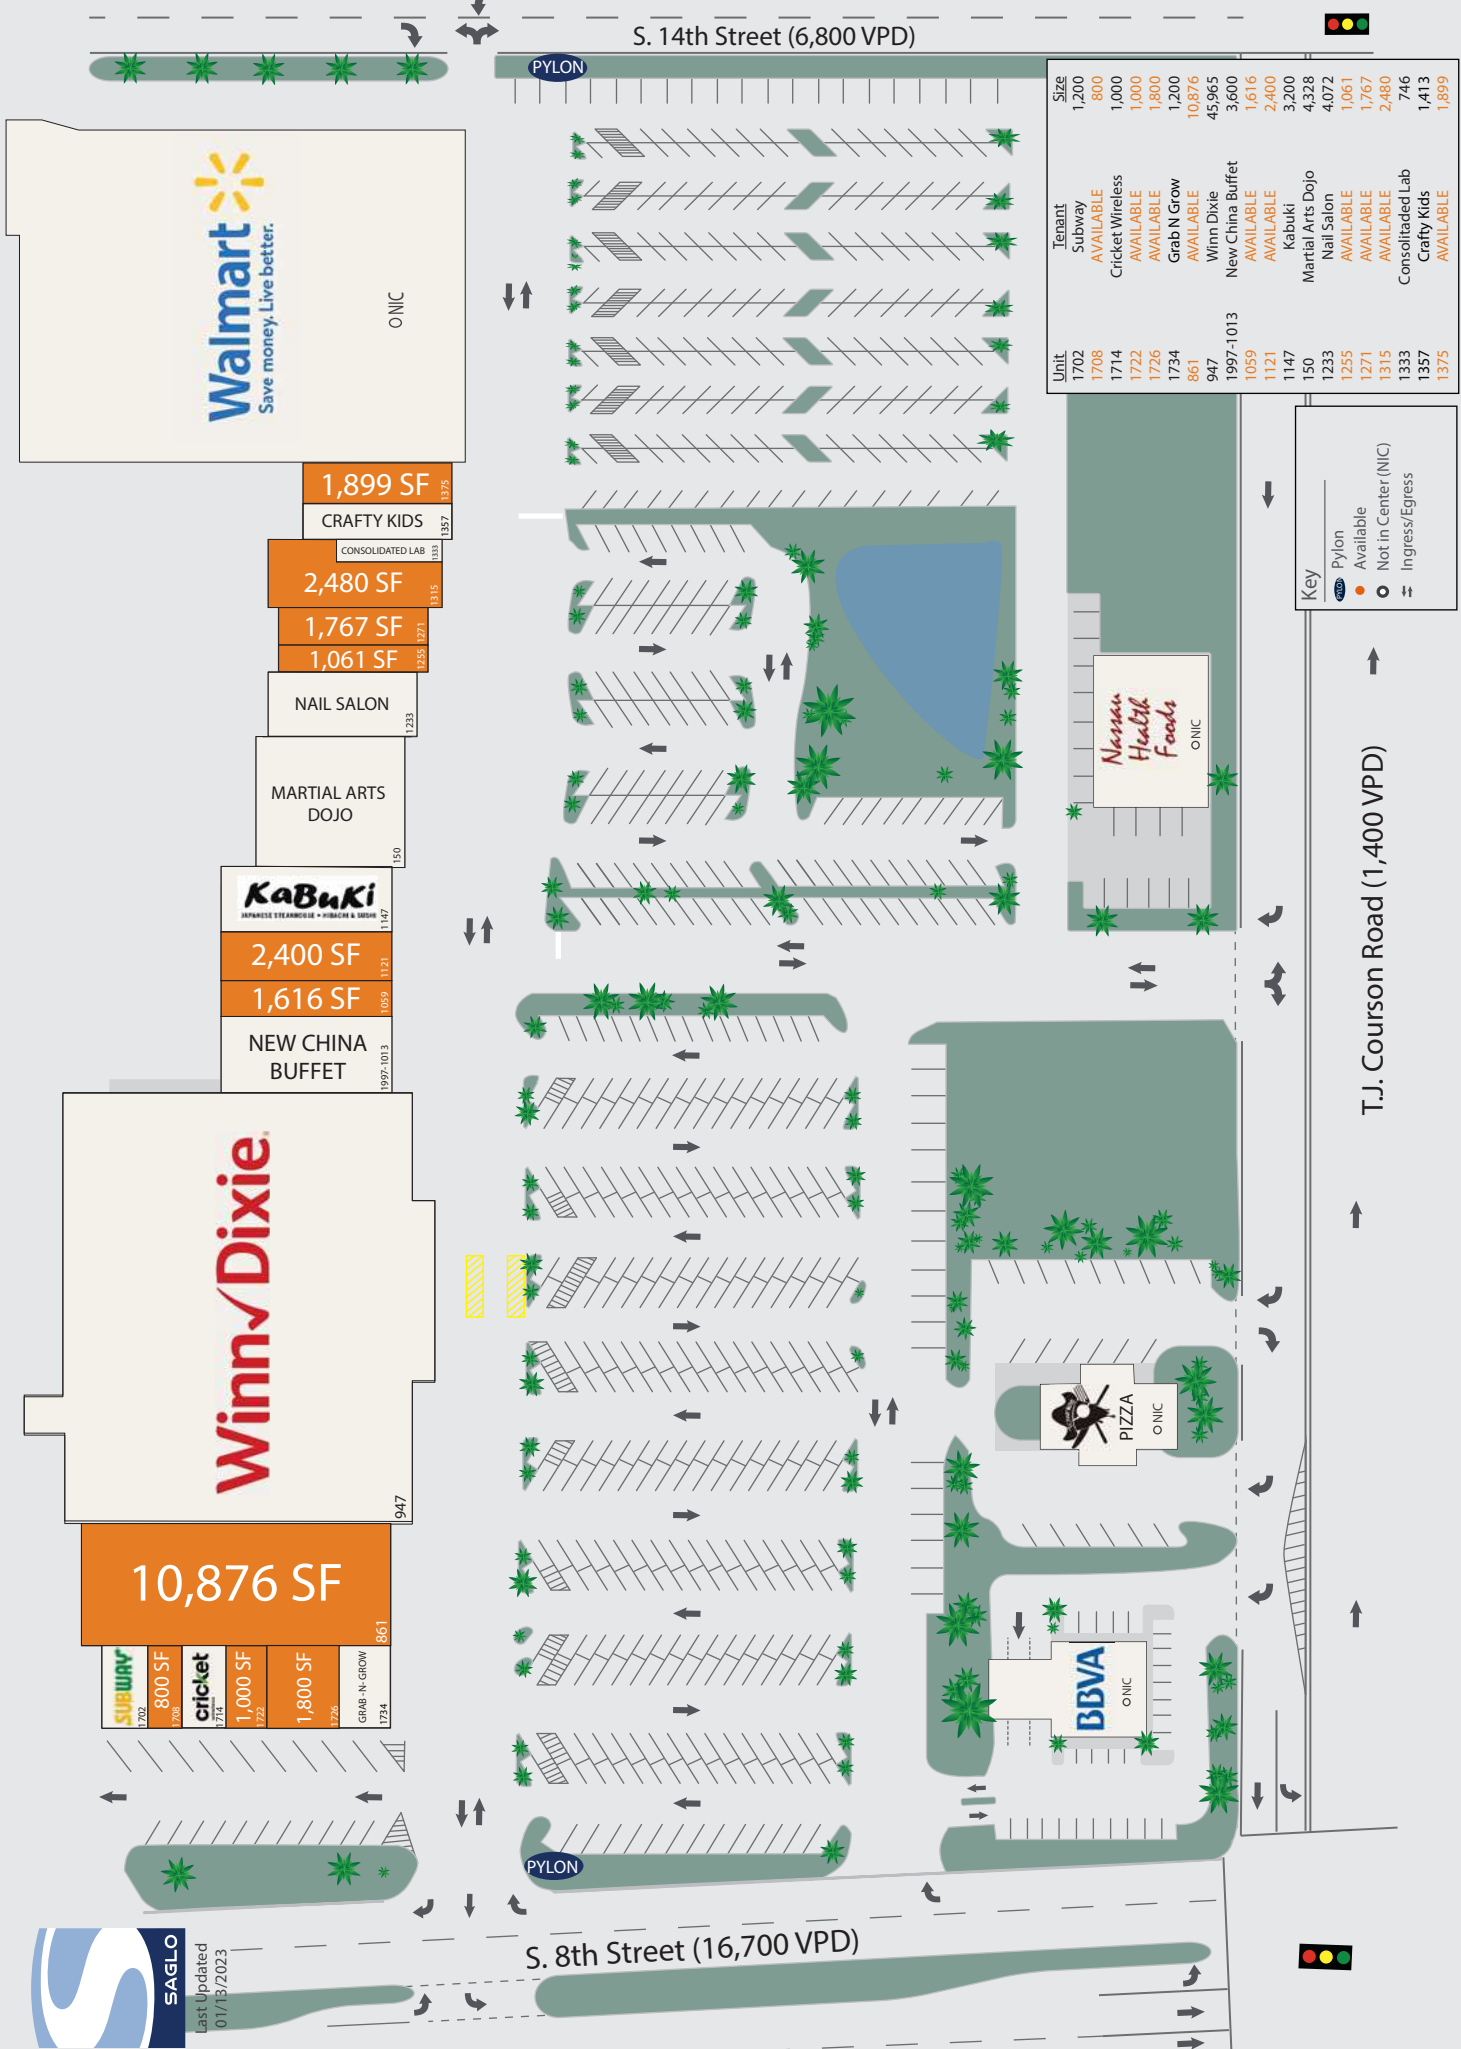 S. 14th Street (6,800 VPD)
PYLON
Walmart
Save money. Live better.
O NIC
1,899 SF
1375
CRAFTY KIDS
1357
CONSOLIDATED LAB
1333
2,480 SF
1315
1,767 SF
1271
1,061 SF
1255
NAIL SALON
1233
MARTIAL ARTS
DOJO
150
KaBuKi
JAPANESE STEAKHOUSE • HIBACHI & SUSHI
1147
2,400 SF
1121
1,616 SF
1059
NEW CHINA
BUFFET
1997-1013
Winn Dixie
947
10,876 SF
861
SUBWAY
1702
800 SF
1708
cricket
1714
1,000 SF
1722
1,800 SF
1726
GRAB -N- GROW
1734
Unit Tenant Size
1702 Subway 1,200
1708 AVAILABLE 800
1714 Cricket Wireless 1,000
1722 AVAILABLE 1,000
1726 AVAILABLE 1,800
1734 Grab N Grow 1,200
861 AVAILABLE 10,876
947 Winn Dixie 45,965
1997-1013 New China Buffet 3,600
1059 AVAILABLE 1,616
1121 AVAILABLE 2,400
1147 Kabuki 3,200
150 Martial Arts Dojo 4,328
1233 Nail Salon 4.072
1255 AVAILABLE 1,061
1271 AVAILABLE 1,767
1315 AVAILABLE 2,480
1333 Consolitaded Lab 746
1357 Crafty Kids 1,413
1375 AVAILABLE 1,899
Key
PYLON Pylon
Available
Not in Center (NIC)
Ingress/Egress
Nassau
Health
Foods
O NIC
T.J. Courson Road (1,400 VPD)
PIZZA
O NIC
BBVA
O NIC
PYLON
S. 8th Street (16,700 VPD)
SAGLO
Last Updated
01/13/2023